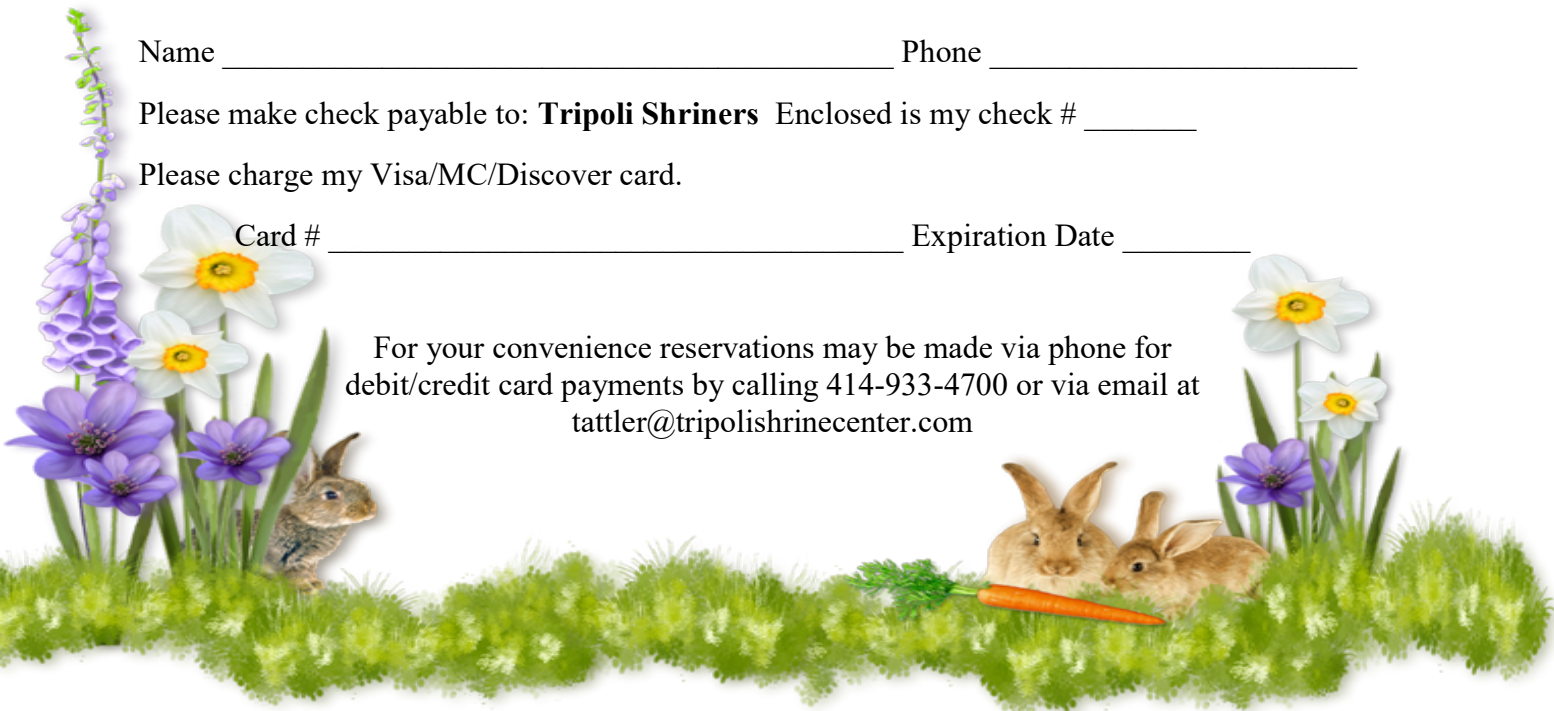 Name __________________________________________ Phone _______________________
Please make check payable to: Tripoli Shriners  Enclosed is my check # _______
Please charge my Visa/MC/Discover card.
Card # ____________________________________ Expiration Date ________
For your convenience reservations may be made via phone for
debit/credit card payments by calling 414-933-4700 or via email at
tattler@tripolishrinecenter.com